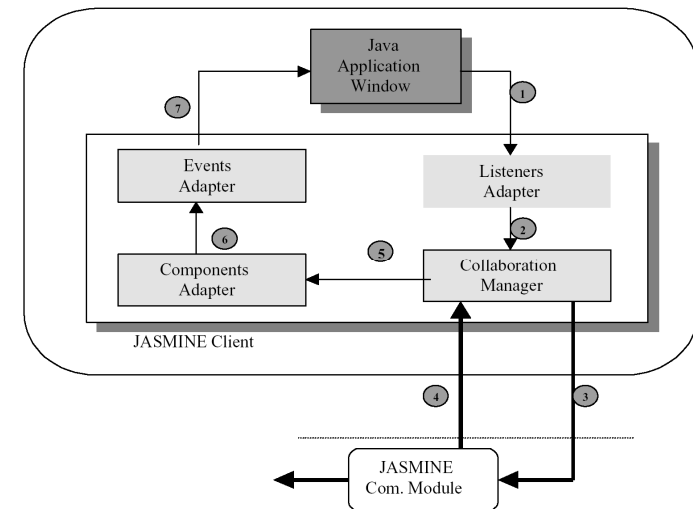 Java
Application
Window
7
1
Events
Adapter
Listeners
Adapter
6
5
2
Components
Adapter
Collaboration
Manager
JASMINE Client
4
3
JASMINE
Com. Module